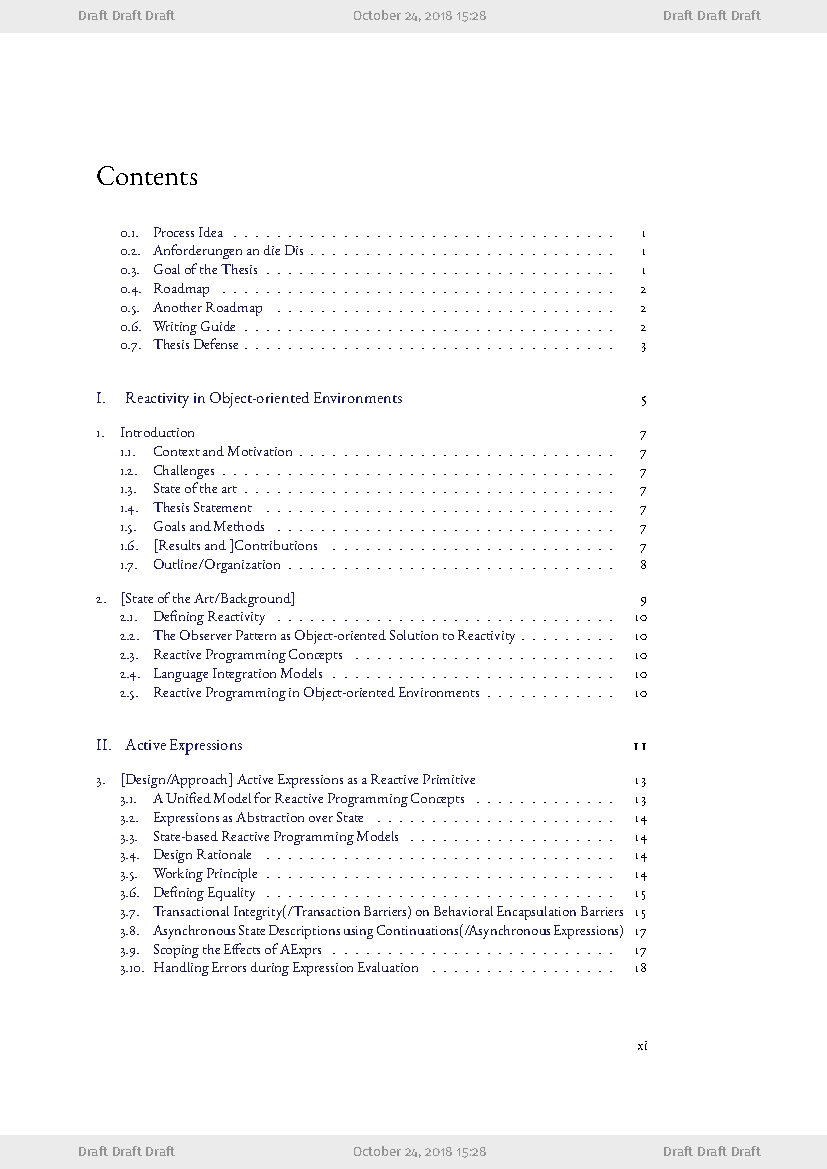 Draft Draft Draft October 24, 2018 15:28 Draft Draft Draft
Contents
0.1. Process Idea . . . . . . . . . . . . . . . . . . . . . . . . . . . . . . . . . . . 1
0.2. Anforderungen an die Dis . . . . . . . . . . . . . . . . . . . . . . . . . . . . 1
0.3. Goal of the Thesis . . . . . . . . . . . . . . . . . . . . . . . . . . . . . . . . 1
0.4. Roadmap . . . . . . . . . . . . . . . . . . . . . . . . . . . . . . . . . . . . 2
0.5. Another Roadmap . . . . . . . . . . . . . . . . . . . . . . . . . . . . . . . 2
0.6. Writing Guide . . . . . . . . . . . . . . . . . . . . . . . . . . . . . . . . . . 2
0.7. Thesis Defense . . . . . . . . . . . . . . . . . . . . . . . . . . . . . . . . . . 3
I. Reactivity in Object-oriented Environments 5
1. Introduction 7
1.1. Context and Motivation . . . . . . . . . . . . . . . . . . . . . . . . . . . . . 7
1.2. Challenges . . . . . . . . . . . . . . . . . . . . . . . . . . . . . . . . . . . . 7
1.3. State of the art . . . . . . . . . . . . . . . . . . . . . . . . . . . . . . . . . . 7
1.4. Thesis Statement . . . . . . . . . . . . . . . . . . . . . . . . . . . . . . . . 7
1.5. Goals and Methods . . . . . . . . . . . . . . . . . . . . . . . . . . . . . . . 7
1.6. [Results and ]Contributions . . . . . . . . . . . . . . . . . . . . . . . . . . 7
1.7. Outline/Organization . . . . . . . . . . . . . . . . . . . . . . . . . . . . . . 8
2. [State of the Art/Background] 9
2.1. Defining Reactivity . . . . . . . . . . . . . . . . . . . . . . . . . . . . . . . 10
2.2. The Observer Pattern as Object-oriented Solution to Reactivity . . . . . . . . . 10
2.3. Reactive Programming Concepts . . . . . . . . . . . . . . . . . . . . . . . . 10
2.4. Language Integration Models . . . . . . . . . . . . . . . . . . . . . . . . . . 10
2.5. Reactive Programming in Object-oriented Environments . . . . . . . . . . . . 10
II. Active Expressions 11
3. [Design/Approach] Active Expressions as a Reactive Primitive 13
3.1. A Unified Model for Reactive Programming Concepts . . . . . . . . . . . . . 13
3.2. Expressions as Abstraction over State . . . . . . . . . . . . . . . . . . . . . . 14
3.3. State-based Reactive Programming Models . . . . . . . . . . . . . . . . . . . 14
3.4. Design Rationale . . . . . . . . . . . . . . . . . . . . . . . . . . . . . . . . 14
3.5. Working Principle . . . . . . . . . . . . . . . . . . . . . . . . . . . . . . . . 14
3.6. Defining Equality . . . . . . . . . . . . . . . . . . . . . . . . . . . . . . . . 15
3.7. Transactional Integrity(/Transaction Barriers) on Behavioral Encapsulation Barriers 15
3.8. Asynchronous State Descriptions using Continuations(/Asynchronous Expressions) 17
3.9. Scoping the Effects of AExprs . . . . . . . . . . . . . . . . . . . . . . . . . . 17
3.10. Handling Errors during Expression Evaluation . . . . . . . . . . . . . . . . . 18
xi
Draft Draft Draft October 24, 2018 15:28 Draft Draft Draft